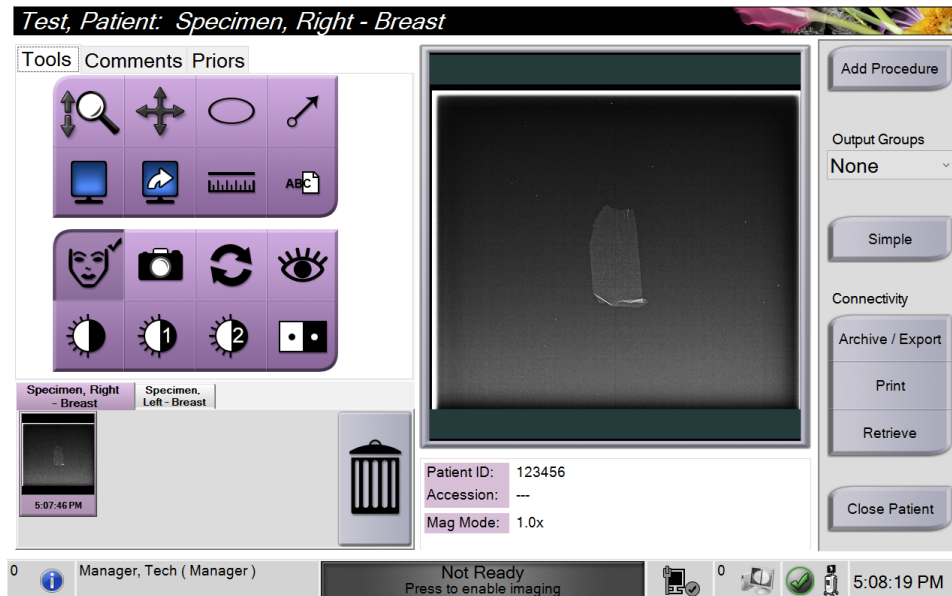 Test, Patient:  Specimen, Right - Breast
Tools Comments Priors
ABC
1 2
Specimen, Right
- Breast
Specimen,
Left - Breast
5:07:46 PM
Patient ID: 123456
Accession: ---
Mag Mode: 1.0x
Add Procedure
Output Groups
None
Simple
Connectivity
Archive / Export
Print
Retrieve
Close Patient
0 Manager, Tech ( Manager )
Not Ready
Press to enable imaging
0
5:08:19 PM